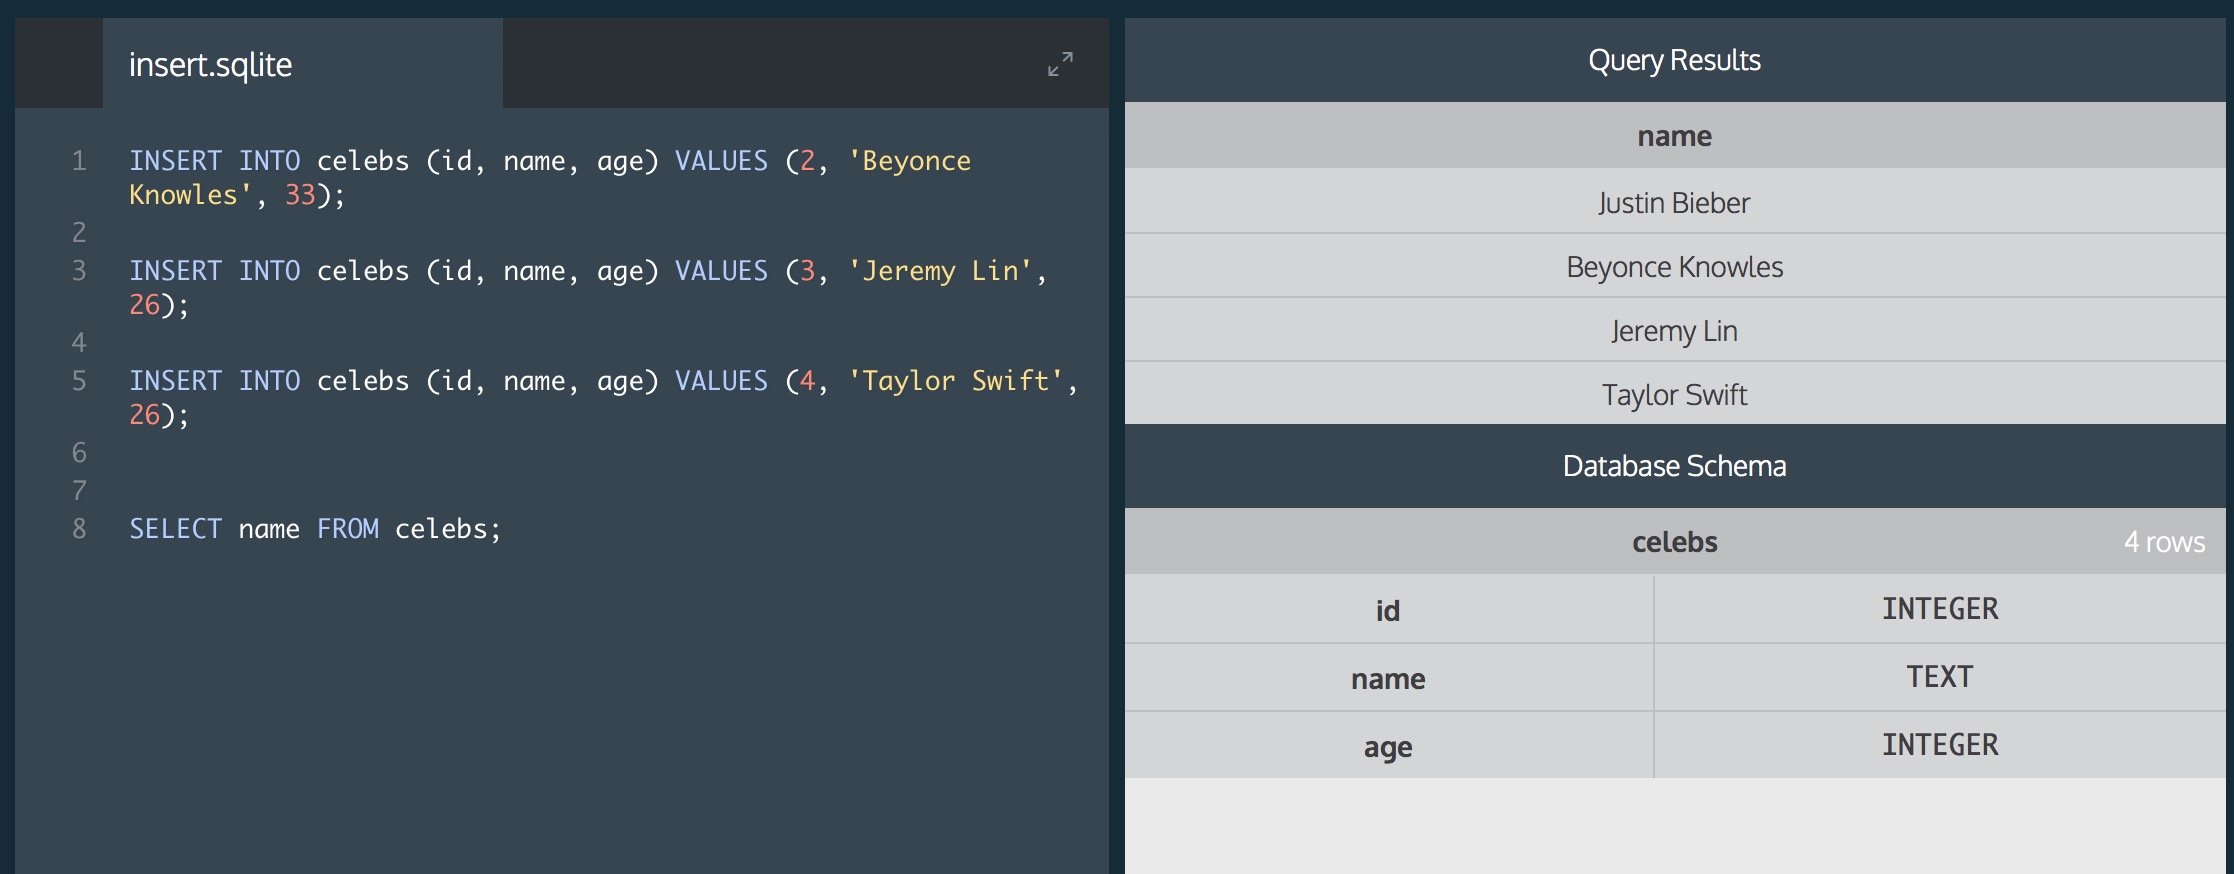 insert.sqlite
1 INSERT INTO celebs (id, name, age) VALUES (2, 'Beyonce
Knowles', 33);
2
3 INSERT INTO celebs (id, name, age) VALUES (3, 'Jeremy Lin',
26);
4
5 INSERT INTO celebs (id, name, age) VALUES (4, 'Taylor Swift',
26);
6
7
8 SELECT name FROM celebs;
Query Results
name
Justin Bieber
Beyonce Knowles
Jeremy Lin
Taylor Swift
Database Schema
celebs 4 rows
id INTEGER
name TEXT
age INTEGER